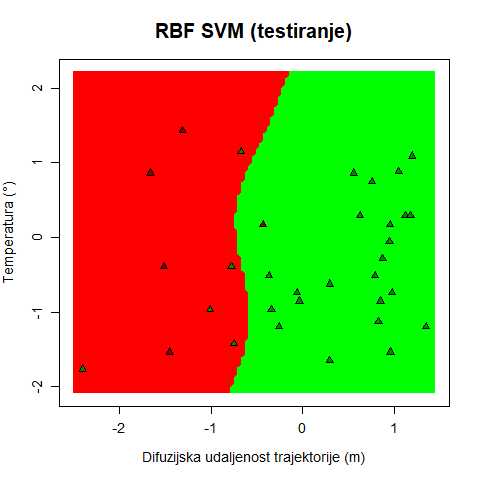 RBF SVM (testiranje)
Temperatura (°)
2
1
0
-1
-2
-2 -1 0 1
Difuzijska udaljenost trajektorije (m)